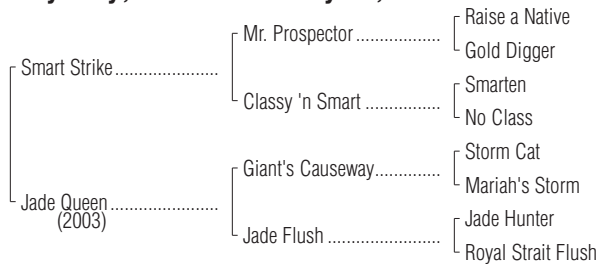 Raise a Native
Mr. Prospector ..................
Gold Digger
Smart Strike ......................
Smarten
Classy 'n Smart ................
No Class
Storm Cat
Giant's Causeway..............
Mariah's Storm
Jade Queen .......................
(2003)
Jade Hunter
Jade Flush ........................
Royal Strait Flush